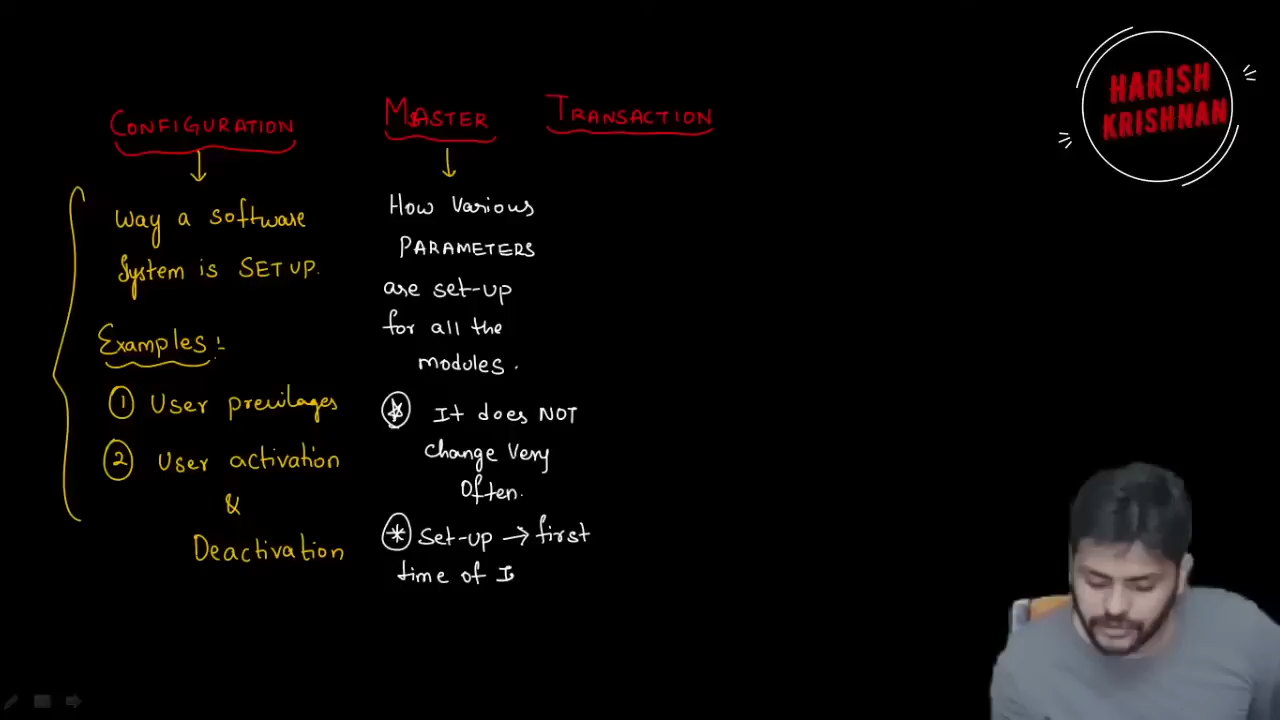 CONFIGURATION
Way a software
System is SETUP.
Examples:
① User previlages
② User activation
&
Deactivation
MASTER
How Various
PARAMETERS
are set-up
for all the
modules.
It does NOT
change Very
Often.
* Set-up → first
time of I
TRANSACTION
HARISH
KRISHNAN